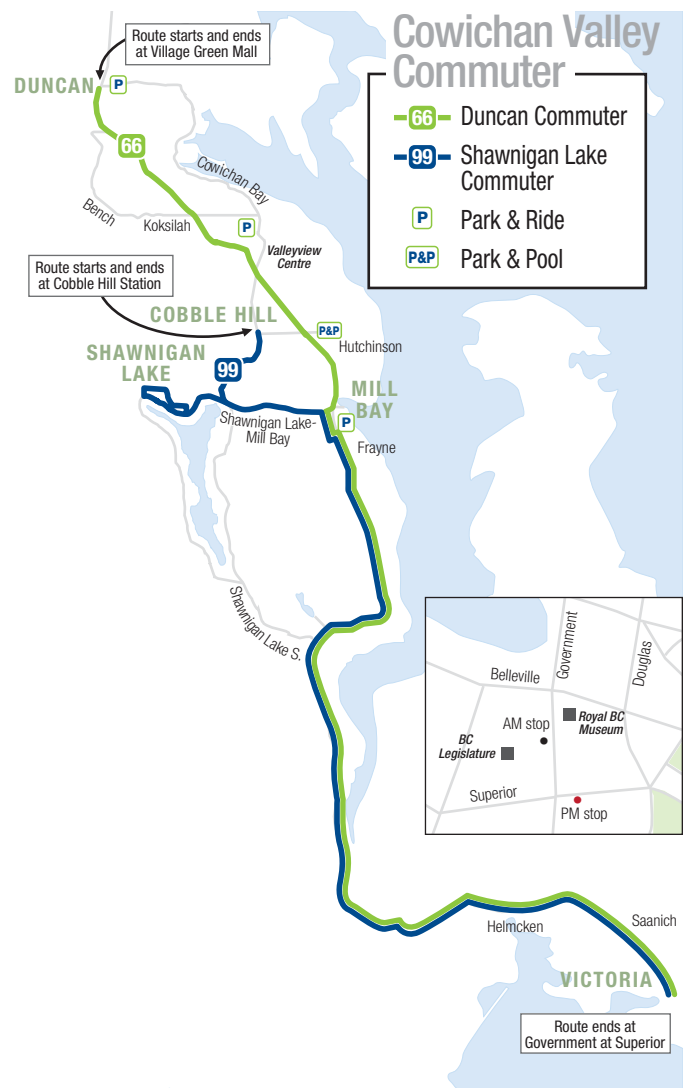 Cowichan Valley
Commuter
66
Duncan Commuter
99
Shawnigan Lake
Commuter
P
Park & Ride
P&P
Park & Pool
Route starts and ends
at Village Green Mall
DUNCAN
P
66
Cowichan Bay
Bench
Koksilah
P
Valleyview
Centre
Route starts and ends
at Cobble Hill Station
COBBLE HILL
P&P
Hutchinson
SHAWNIGAN
LAKE
99
MILL
BAY
P
Shawnigan Lake-
Mill Bay
Frayne
Shawnigan Lake S.
Government
Douglas
Belleville
Royal BC
Museum
AM stop
BC
Legislature
Superior
PM stop
Helmcken
Saanich
VICTORIA
Route ends at
Government at Superior